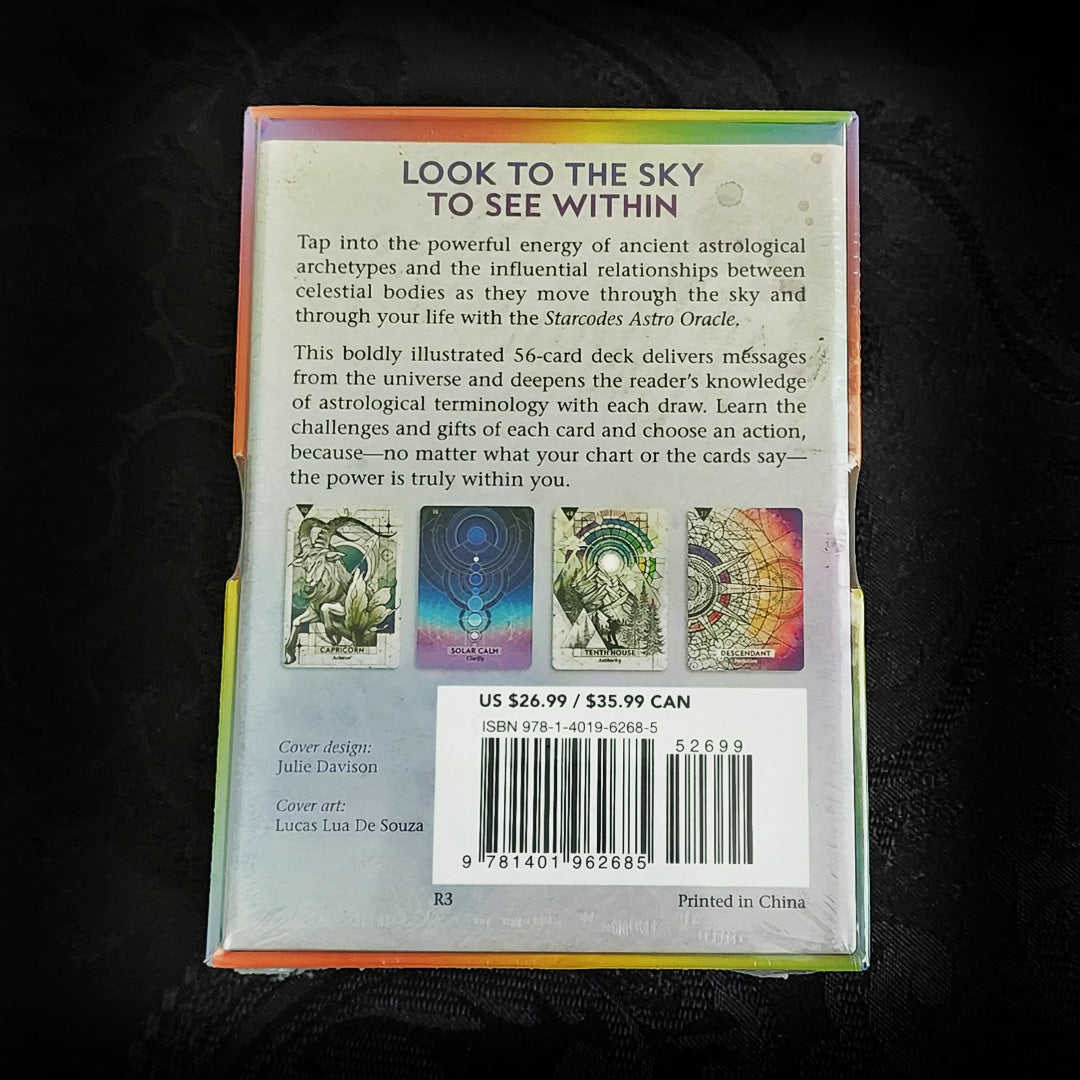 LOOK TO THE SKY
TO SEE WITHIN
Tap into the powerful energy of ancient astrological
archetypes and the influential relationships between
celestial bodies as they move through the sky and
through your life with the Starcodes Astro Oracle.
This boldly illustrated 56-card deck delivers messages
from the universe and deepens the reader's knowledge
of astrological terminology with each draw. Learn the
challenges and gifts of each card and choose an action,
because—no matter what your chart or the cards say—
the power is truly within you.
CAPRICORN
Achieve
16
SOLAR CALM
Clarify
TENTH HOUSE
Authority
DESCENDANT
US $26.99 / $35.99 CAN
ISBN 978-1-4019-6268-5
52699
9 781401 962685
Cover design:
Julie Davison
Cover art:
Lucas Lua De Souza
R3
Printed in China